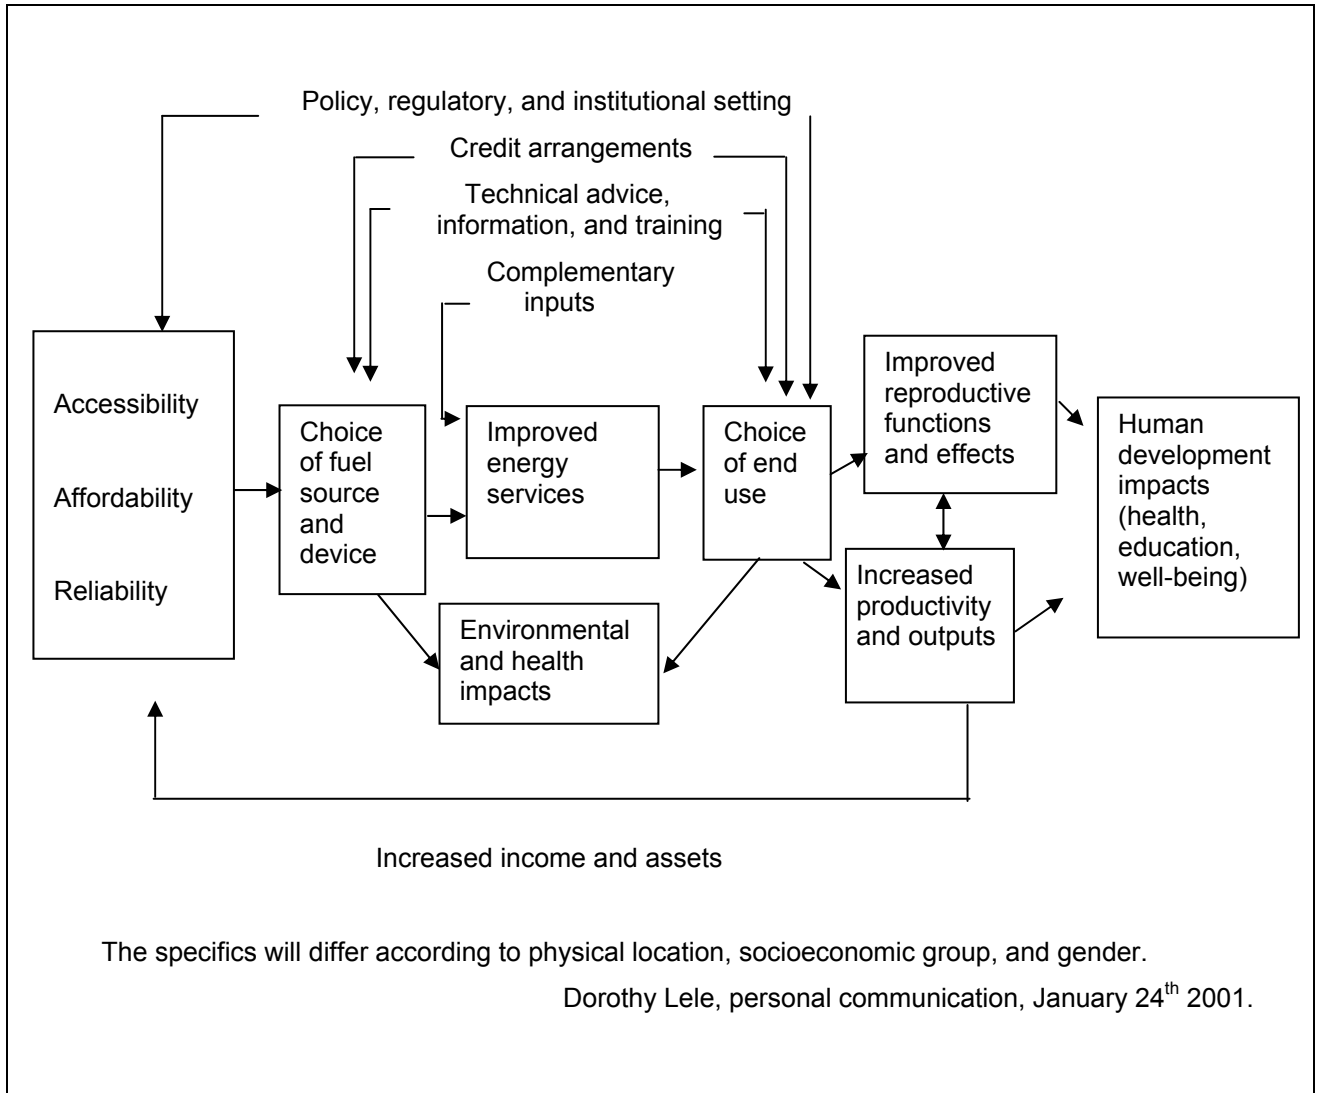 Policy, regulatory, and institutional setting
Credit arrangements
Technical advice,
information, and training
Complementary
inputs
Accessibility
Affordability
Reliability
Choice
of fuel
source
and
device
Improved
energy
services
Choice
of end
use
Improved
reproductive
functions
and effects
Human
development
impacts
(health,
education,
well-being)
Environmental
and health
impacts
Increased
productivity
and outputs
Increased income and assets
The specifics will differ according to physical location, socioeconomic group, and gender.
Dorothy Lele, personal communication, January 24th 2001.